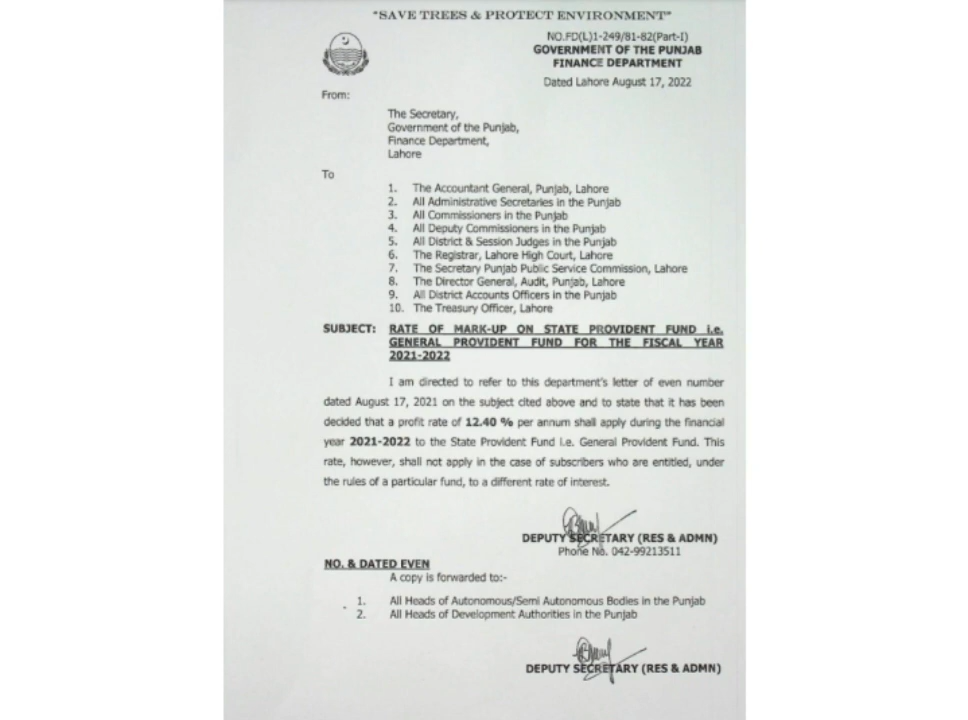 "SAVE TREES & PROTECT ENVIRONMENT"
NO.FD(L)1-249/81-82(Part-I)
GOVERNMENT OF THE PUNJAB
FINANCE DEPARTMENT
Dated Lahore August 17, 2022
From:
The Secretary,
Government of the Punjab,
Finance Department,
Lahore
To
1. The Accountant General, Punjab, Lahore
2. All Administrative Secretaries in the Punjab
3. All Commissioners in the Punjab
4. All Deputy Commissioners in the Punjab
5. All District & Session Judges in the Punjab
6. The Registrar, Lahore High Court, Lahore
7. The Secretary Punjab Public Service Commission, Lahore
8. The Director General, Audit, Punjab, Lahore
9. All District Accounts Officers in the Punjab
10. The Treasury Officer, Lahore
SUBJECT: RATE OF MARK-UP ON STATE PROVIDENT FUND i.e.
GENERAL PROVIDENT FUND FOR THE FISCAL YEAR
2021-2022
I am directed to refer to this department's letter of even number
dated August 17, 2021 on the subject cited above and to state that it has been
decided that a profit rate of 12.40 % per annum shall apply during the financial
year 2021-2022 to the State Provident Fund i.e. General Provident Fund. This
rate, however, shall not apply in the case of subscribers who are entitled, under
the rules of a particular fund, to a different rate of interest.
DEPUTY SECRETARY (RES & ADMN)
Phone No. 042-99213511
NO. & DATED EVEN
A copy is forwarded to:-
1. All Heads of Autonomous/Semi Autonomous Bodies in the Punjab
2. All Heads of Development Authorities in the Punjab
DEPUTY SECRETARY (RES & ADMN)